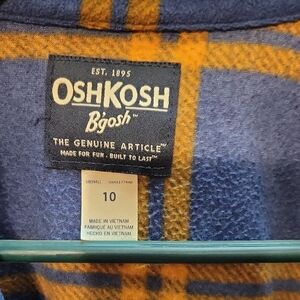 EST. 1895
OSHKOSH
B'gosh™
THE GENUINE ARTICLE™
MADE FOR FUN · BUILT TO LAST™
10
MADE IN VIETNAM
FABRIQUÉ AU VIETNAM
HECHO EN VIETNAM